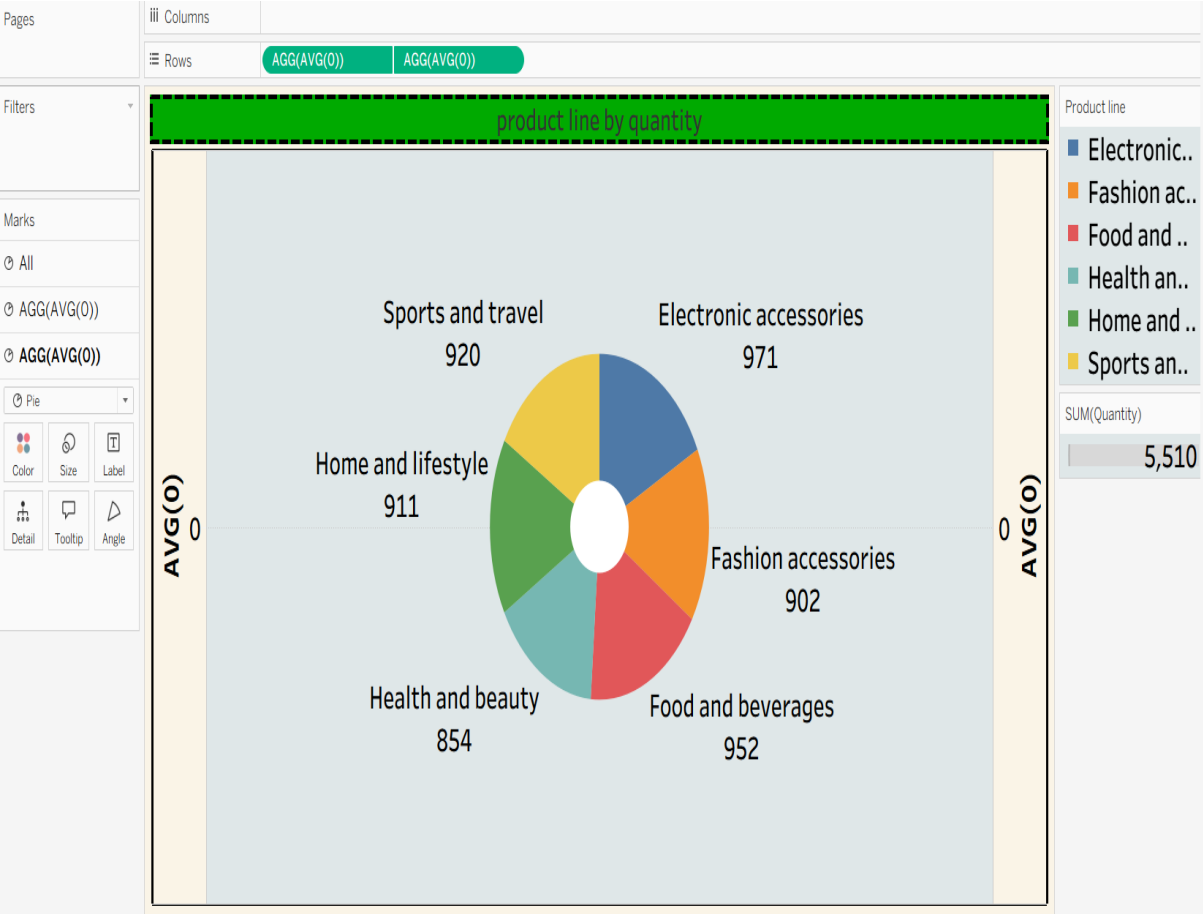 Pages
Columns
Rows
AGG(AVG(0)) AGG(AVG(0))
Filters
Marks
All
AGG(AVG(0))
AGG(AVG(0))
Pie
Color Size Label
Detail Tooltip Angle
product line by quantity
AVG(0)
0
Sports and travel
920
Electronic accessories
971
Home and lifestyle
911
Fashion accessories
902
Health and beauty
854
Food and beverages
952
0
AVG(0)
Product line
Electronic..
Fashion ac..
Food and ..
Health an..
Home and ..
Sports an..
SUM(Quantity)
5,510